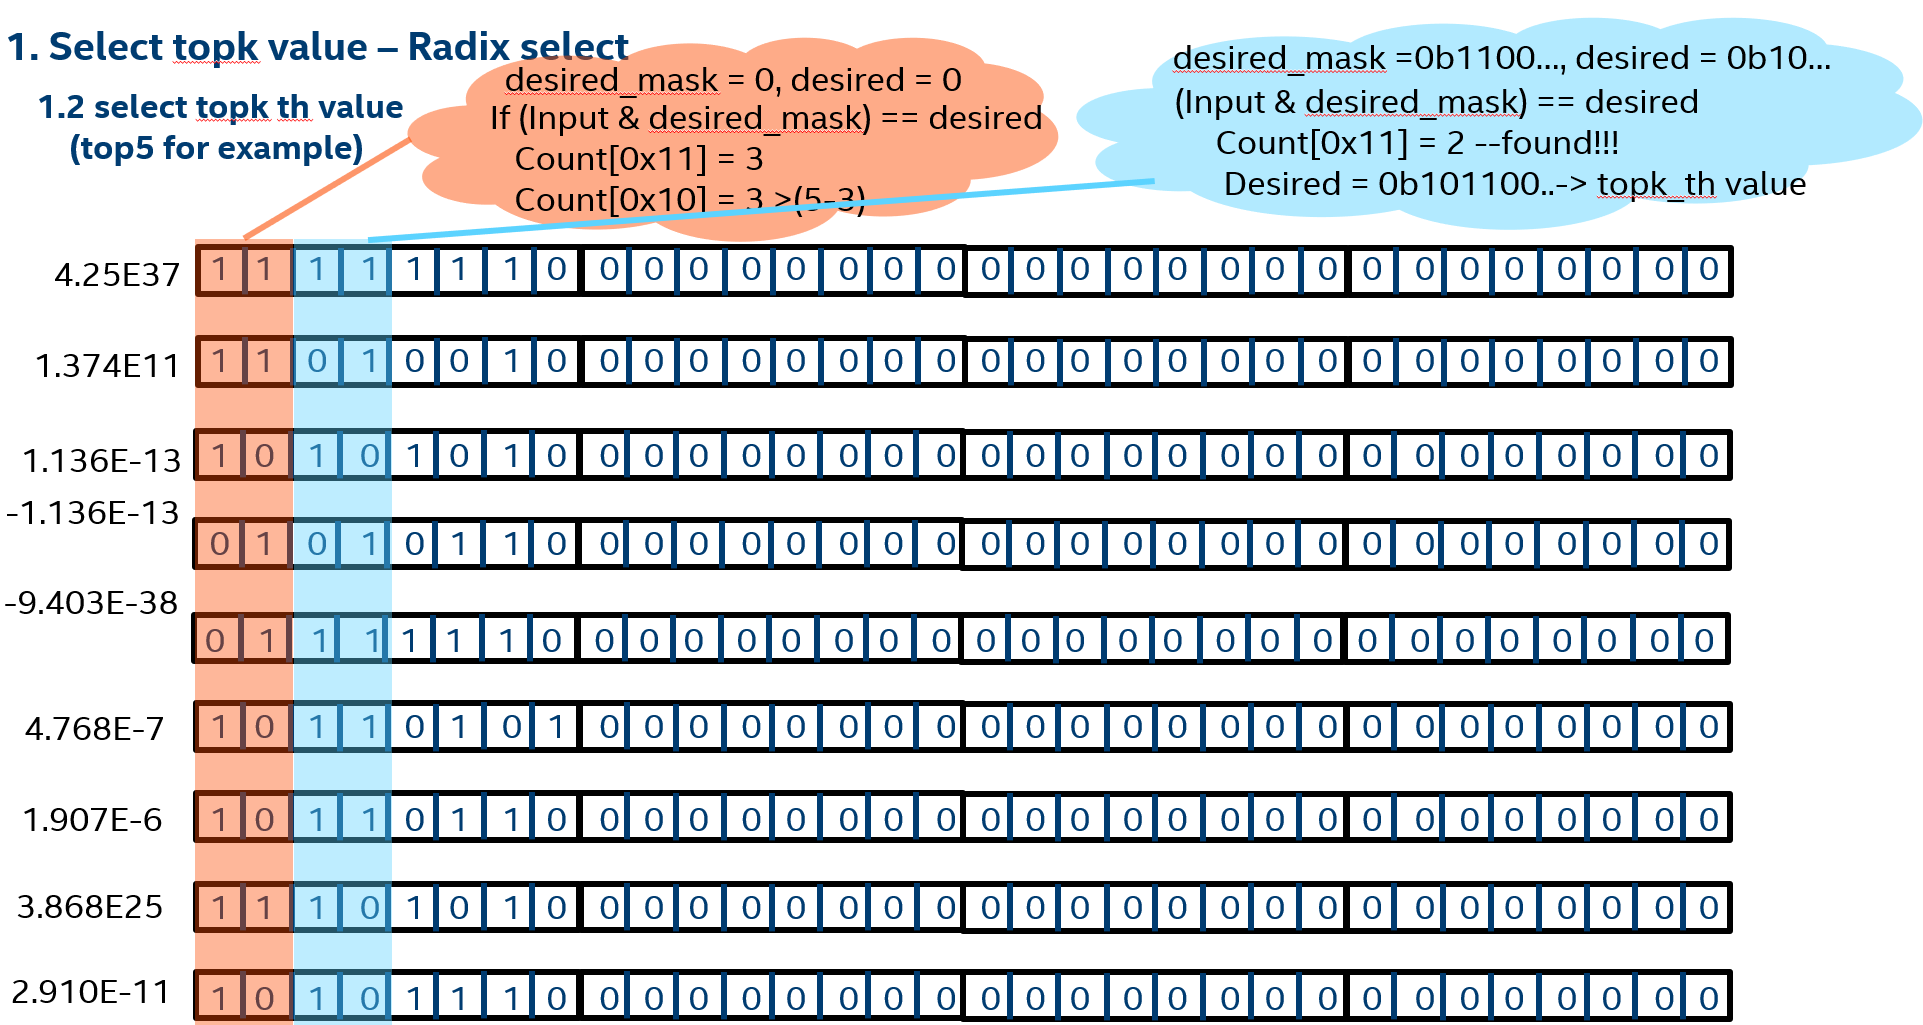 1. Select topk value – Radix select
1.2 select topk th value
(top5 for example)
desired_mask = 0, desired = 0
If (Input & desired_mask) == desired
Count[0x11] = 3
Count[0x10] = 3 >(5-3)
desired_mask =0b1100..., desired = 0b10...
(Input & desired_mask) == desired
Count[0x11] = 2 --found!!!
Desired = 0b101100..-> topk_th value
4.25E37 1 1 1 1 1 1 1 0 0 0 0 0 0 0 0 0 0 0 0 0 0 0 0 0 0 0 0 0 0 0 0 0
1.374E11 1 1 0 1 0 0 1 0 0 0 0 0 0 0 0 0 0 0 0 0 0 0 0 0 0 0 0 0 0 0 0 0
1.136E-13 1 0 1 0 1 0 1 0 0 0 0 0 0 0 0 0 0 0 0 0 0 0 0 0 0 0 0 0 0 0 0 0
-1.136E-13 0 1 0 1 0 1 1 0 0 0 0 0 0 0 0 0 0 0 0 0 0 0 0 0 0 0 0 0 0 0 0 0
-9.403E-38 0 1 1 1 1 1 1 0 0 0 0 0 0 0 0 0 0 0 0 0 0 0 0 0 0 0 0 0 0 0 0 0
4.768E-7 1 0 1 1 0 1 0 1 0 0 0 0 0 0 0 0 0 0 0 0 0 0 0 0 0 0 0 0 0 0 0 0
1.907E-6 1 0 1 1 0 1 1 0 0 0 0 0 0 0 0 0 0 0 0 0 0 0 0 0 0 0 0 0 0 0 0 0
3.868E25 1 1 1 0 1 0 1 0 0 0 0 0 0 0 0 0 0 0 0 0 0 0 0 0 0 0 0 0 0 0 0 0
2.910E-11 1 0 1 0 1 1 1 0 0 0 0 0 0 0 0 0 0 0 0 0 0 0 0 0 0 0 0 0 0 0 0 0